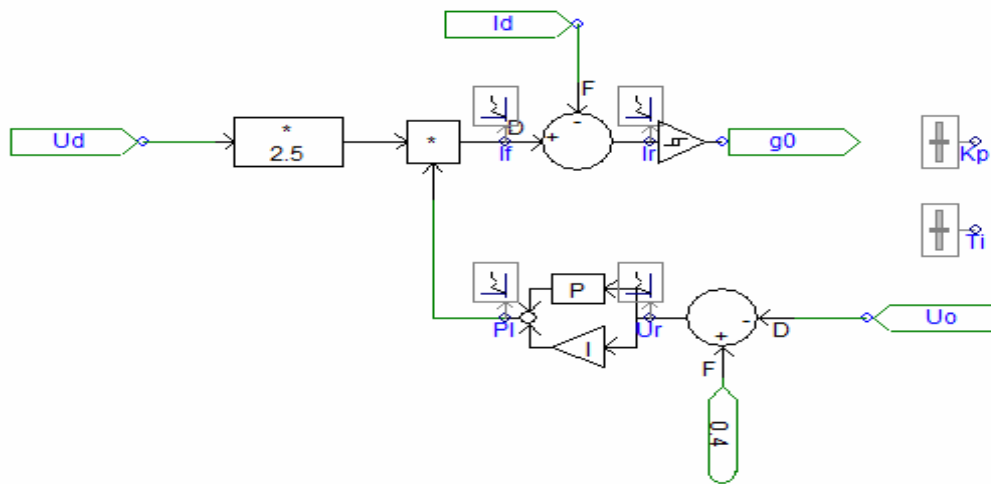 Id
F
-
Ud
*
2.5
*
D
+
If
Ir
g0
Kp
Ti
P
I
PI
Ur
-
+
D
Uo
F
0.4